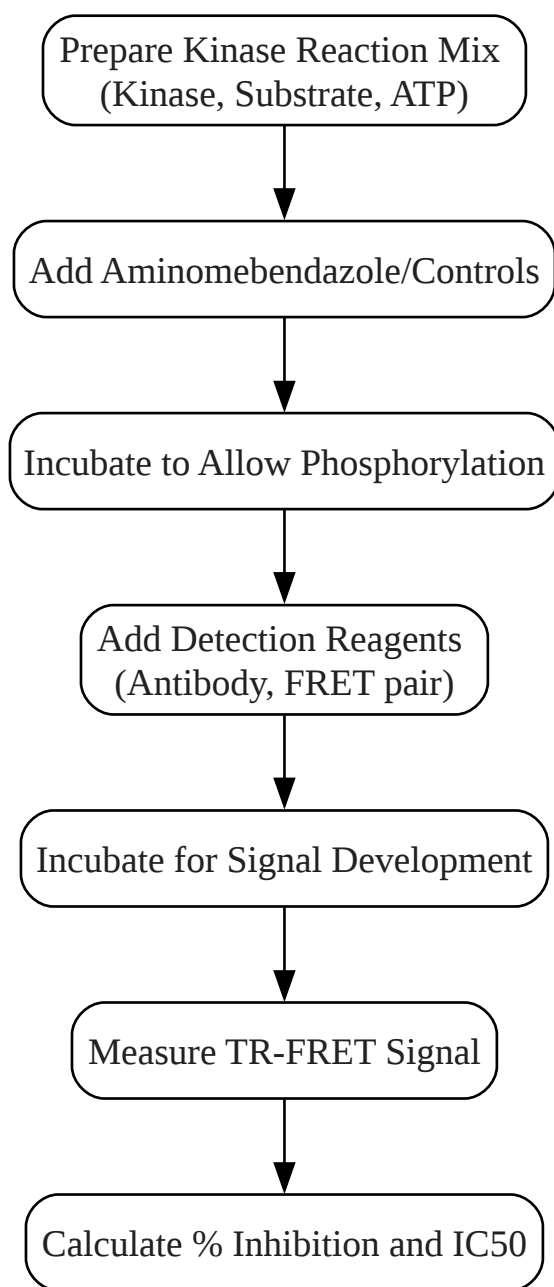 Prepare Kinase Reaction Mix
(Kinase, Substrate, ATP)
Add Aminomebendazole/Controls
Incubate to Allow Phosphorylation
Add Detection Reagents
(Antibody, FRET pair)
Incubate for Signal Development
Measure TR-FRET Signal
Calculate % Inhibition and IC50